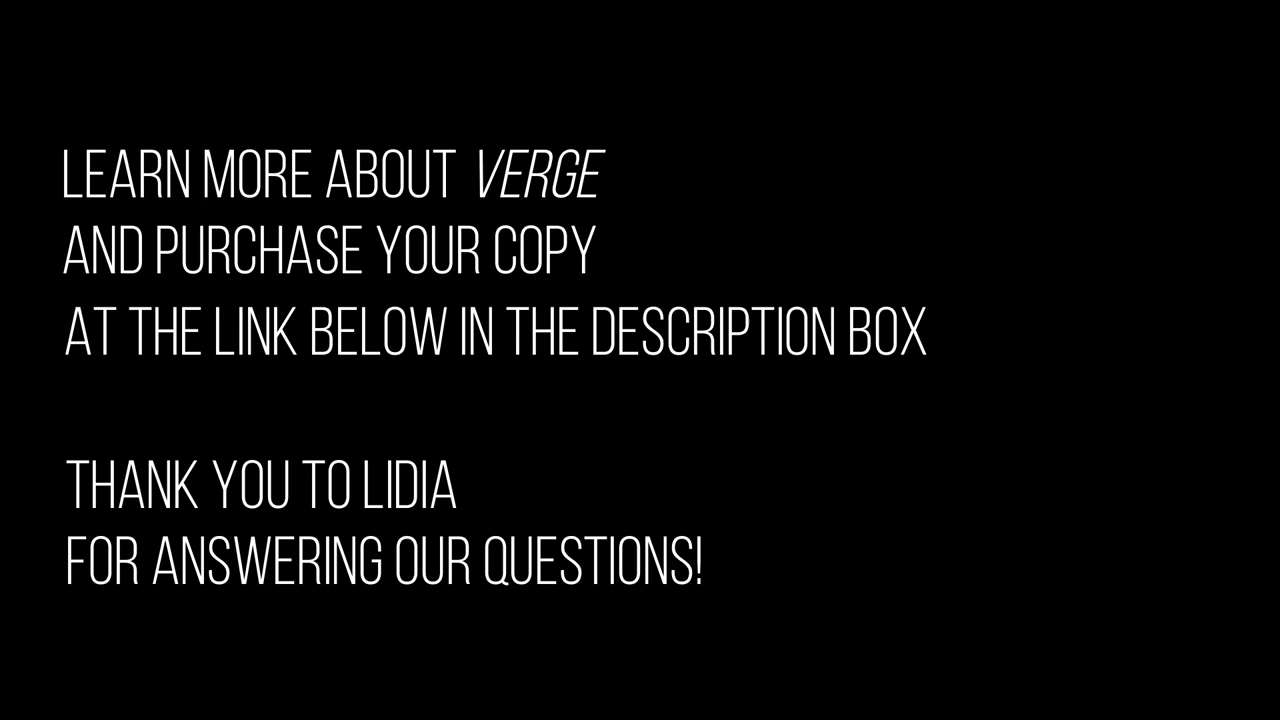 LEARN MORE ABOUT VERGE
AND PURCHASE YOUR COPY
AT THE LINK BELOW IN THE DESCRIPTION BOX
THANK YOU TO LIDIA
FOR ANSWERING OUR QUESTIONS!